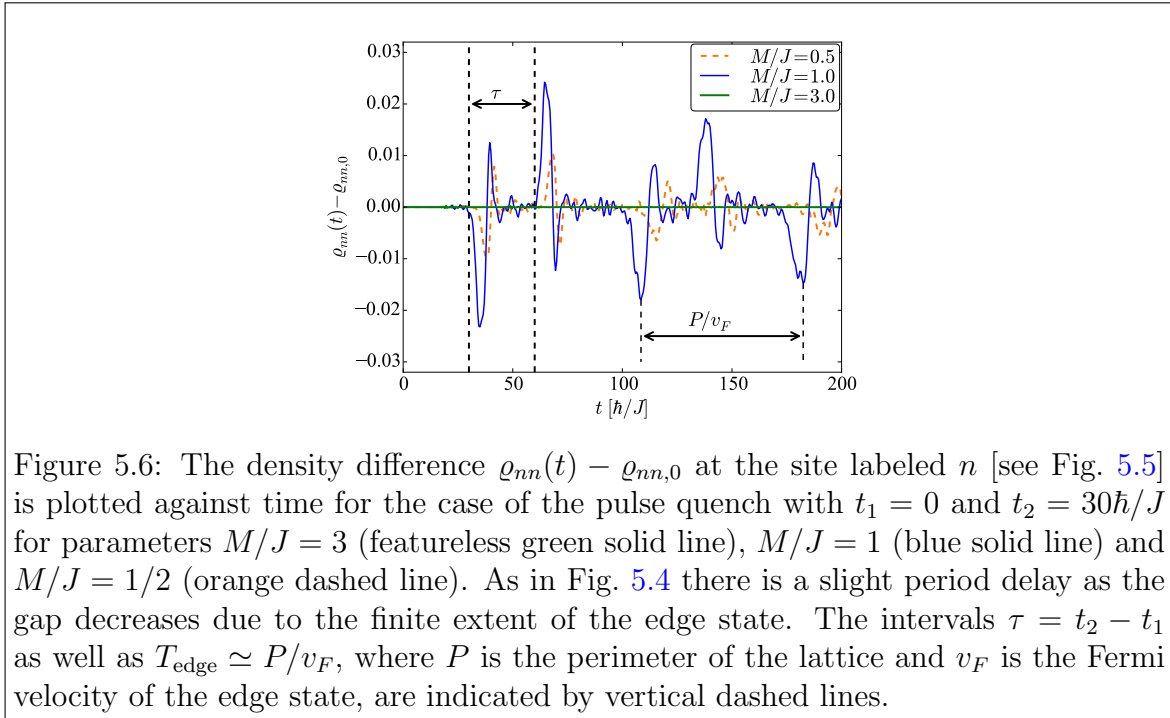 0.03
0.02
0.01
0.00
−0.01
−0.02
−0.03
ϱnn(t)−ϱnn,0
τ
M/J=0.5
M/J=1.0
M/J=3.0
P/vF
0 50 100 150 200
t [ħ/J]
Figure 5.6: The density difference ϱnn(t) − ϱnn,0 at the site labeled n [see Fig. 5.5]
is plotted against time for the case of the pulse quench with t1 = 0 and t2 = 30ħ/J
for parameters M/J = 3 (featureless green solid line), M/J = 1 (blue solid line) and
M/J = 1/2 (orange dashed line). As in Fig. 5.4 there is a slight period delay as the
gap decreases due to the finite extent of the edge state. The intervals τ = t2 − t1
as well as Tedge ≃ P/vF, where P is the perimeter of the lattice and vF is the Fermi
velocity of the edge state, are indicated by vertical dashed lines.